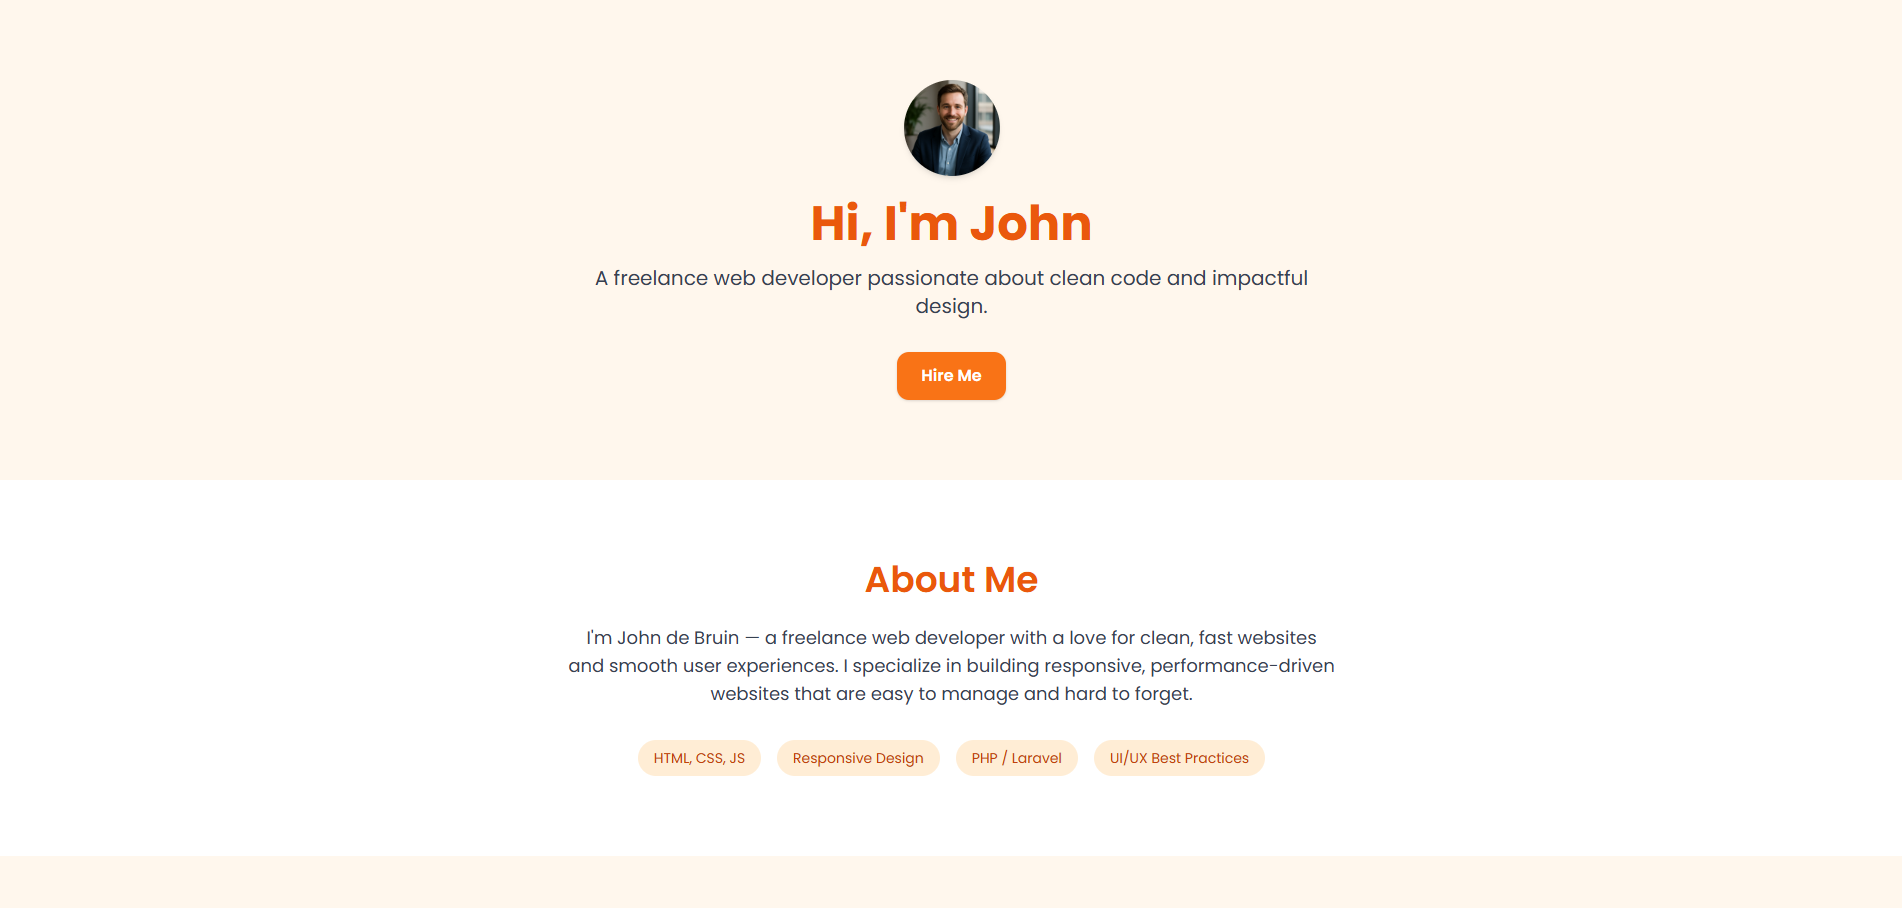 Hi, I'm John
A freelance web developer passionate about clean code and impactful
design.
Hire Me
About Me
I'm John de Bruin — a freelance web developer with a love for clean, fast websites
and smooth user experiences. I specialize in building responsive, performance-driven
websites that are easy to manage and hard to forget.
HTML, CSS, JS
Responsive Design
PHP / Laravel
UI/UX Best Practices